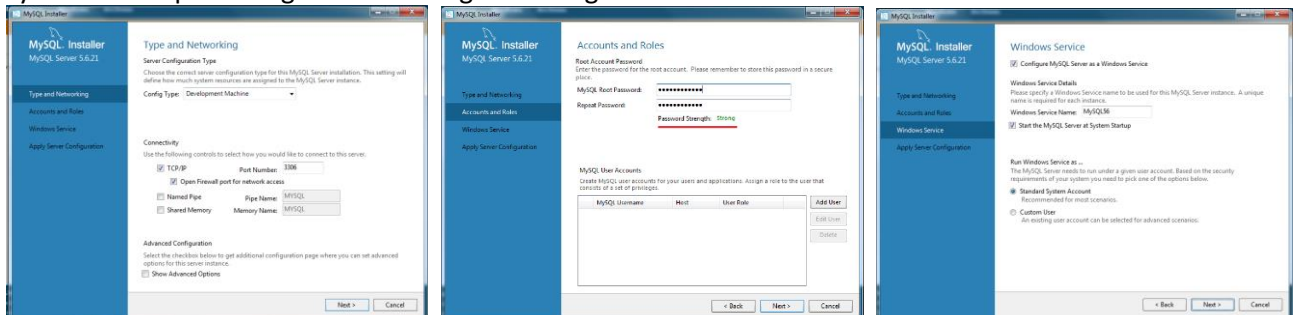 MySQL Installer
MySQL. Installer
MySQL Server 5.6.21
Type and Networking
Accounts and Roles
Windows Service
Apply Server Configuration
Type and Networking
Server Configuration Type
Choose the correct server configuration type for this MySQL Server installation. This setting will
define how much system resources are assigned to the MySQL Server instance.
Config Type: Development Machine
Connectivity
Use the following controls to select how you would like to connect to this server.
TCP/IP Port Number: 3306
Open Firewall port for network access
Named Pipe Pipe Name: MYSQL
Shared Memory Memory Name: MYSQL
Advanced Configuration
Select the checkbox below to get additional configuration page where you can set advanced
options for this server instance.
Show Advanced Options
Next > Cancel
MySQL Installer
MySQL. Installer
MySQL Server 5.6.21
Type and Networking
Accounts and Roles
Windows Service
Apply Server Configuration
Accounts and Roles
Root Account Password
Enter the password for the root account. Please remember to store this password in a secure
place.
MySQL Root Password:
Repeat Password:
Password Strength: Strong
MySQL User Accounts
Create MySQL user accounts for your users and applications. Assign a role to the user that
consists of a set of privileges.
MySQL Username Host User Role
Add User
Edit User
Delete
< Back Next > Cancel
MySQL Installer
MySQL. Installer
MySQL Server 5.6.21
Type and Networking
Accounts and Roles
Windows Service
Apply Server Configuration
Windows Service
Configure MySQL Server as a Windows Service
Windows Service Details
Please specify a Windows Service name to be used for this MySQL Server instance. A unique
name is required for each instance.
Windows Service Name: MySQL56
Start the MySQL Server at System Startup
Run Windows Service as ...
The MySQL Server needs to run under a given user account. Based on the security
requirements of your system you need to pick one of the options below.
Standard System Account
Recommended for most scenarios.
Custom User
An existing user account can be selected for advanced scenarios.
< Back Next > Cancel